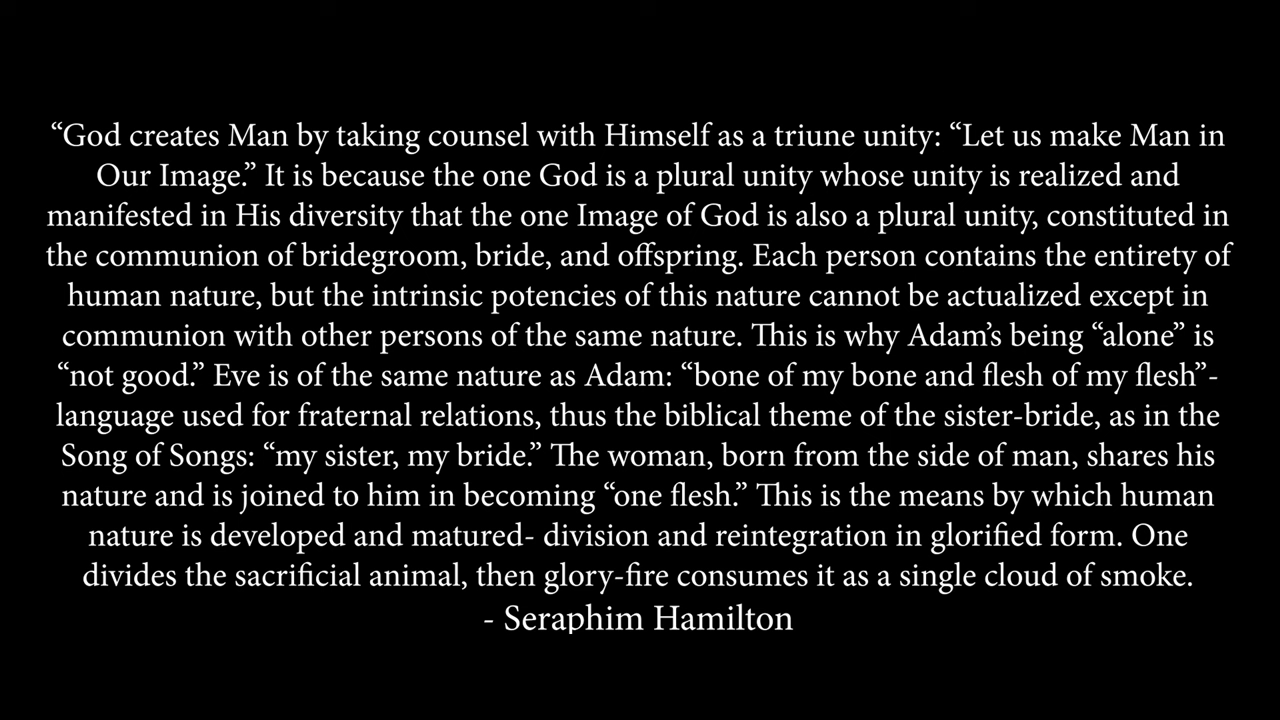 “God creates Man by taking counsel with Himself as a triune unity: “Let us make Man in
Our Image.” It is because the one God is a plural unity whose unity is realized and
manifested in His diversity that the one Image of God is also a plural unity, constituted in
the communion of bridegroom, bride, and offspring. Each person contains the entirety of
human nature, but the intrinsic potencies of this nature cannot be actualized except in
communion with other persons of the same nature. This is why Adam’s being “alone” is
“not good.” Eve is of the same nature as Adam: “bone of my bone and flesh of my flesh”-
language used for fraternal relations, thus the biblical theme of the sister-bride, as in the
Song of Songs: “my sister, my bride.” The woman, born from the side of man, shares his
nature and is joined to him in becoming “one flesh.” This is the means by which human
nature is developed and matured- division and reintegration in glorified form. One
divides the sacrificial animal, then glory-fire consumes it as a single cloud of smoke.
- Seraphim Hamilton